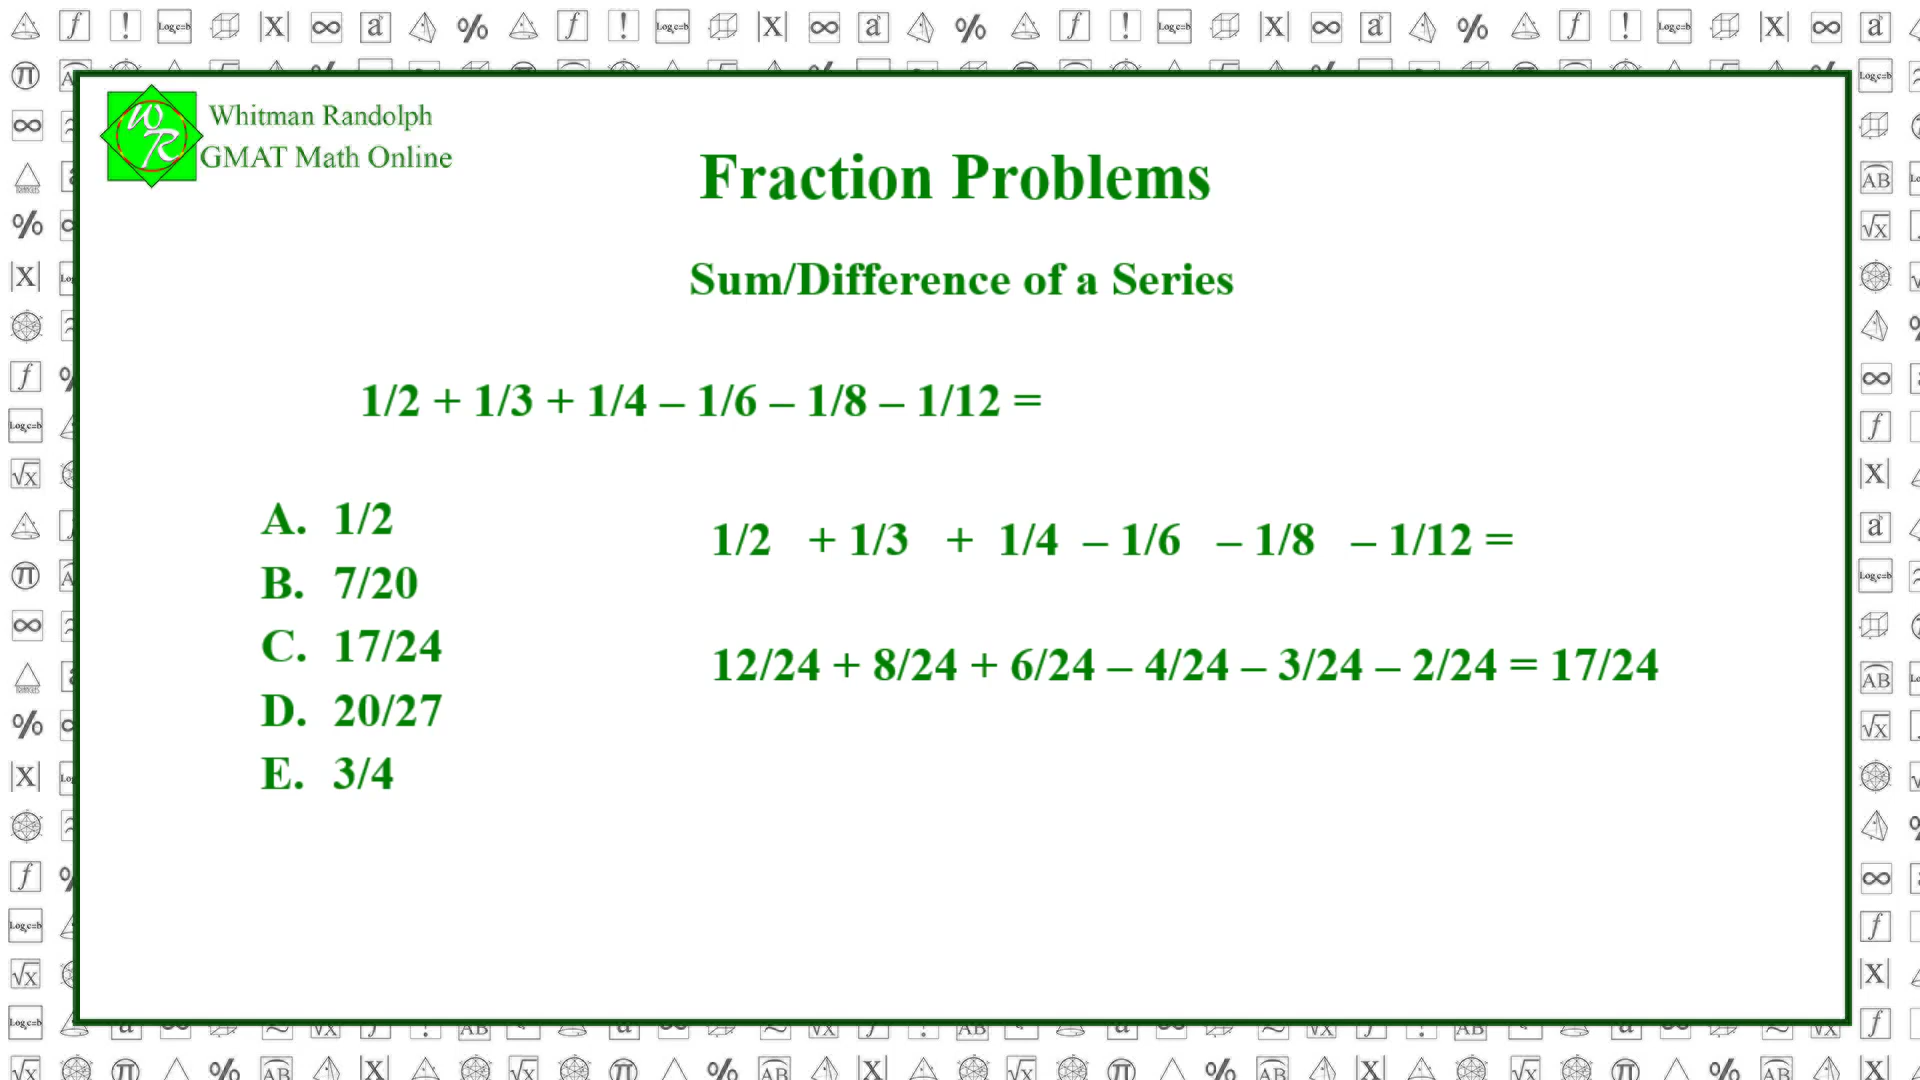 Whitman Randolph
GMAT Math Online
Fraction Problems
Sum/Difference of a Series
1/2 + 1/3 + 1/4 – 1/6 – 1/8 – 1/12 =
A. 1/2
B. 7/20
C. 17/24
D. 20/27
E. 3/4
1/2 + 1/3 + 1/4 – 1/6 – 1/8 – 1/12 =
12/24 + 8/24 + 6/24 – 4/24 – 3/24 – 2/24 = 17/24